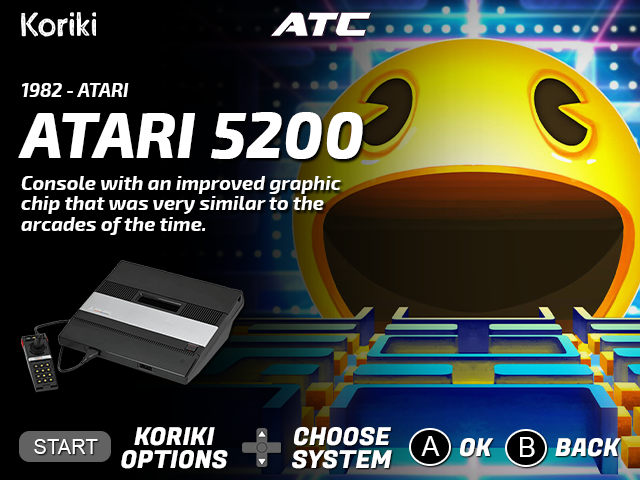 Koriki
ATC
1982 - ATARI
ATARI 5200
Console with an improved graphic
chip that was very similar to the
arcades of the time.
START
KORIKI
OPTIONS
CHOOSE
SYSTEM
A OK
B BACK